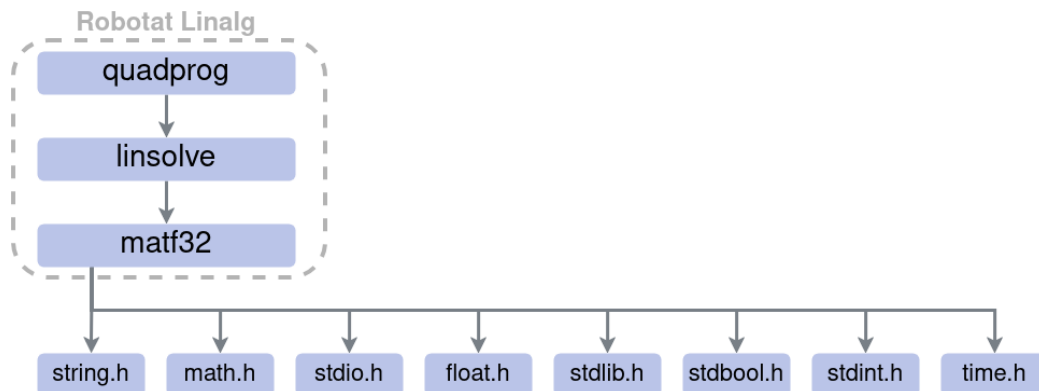 Robotat Linalg
quadprog
linsolve
matf32
string.h math.h stdio.h float.h stdlib.h stdbool.h stdint.h time.h